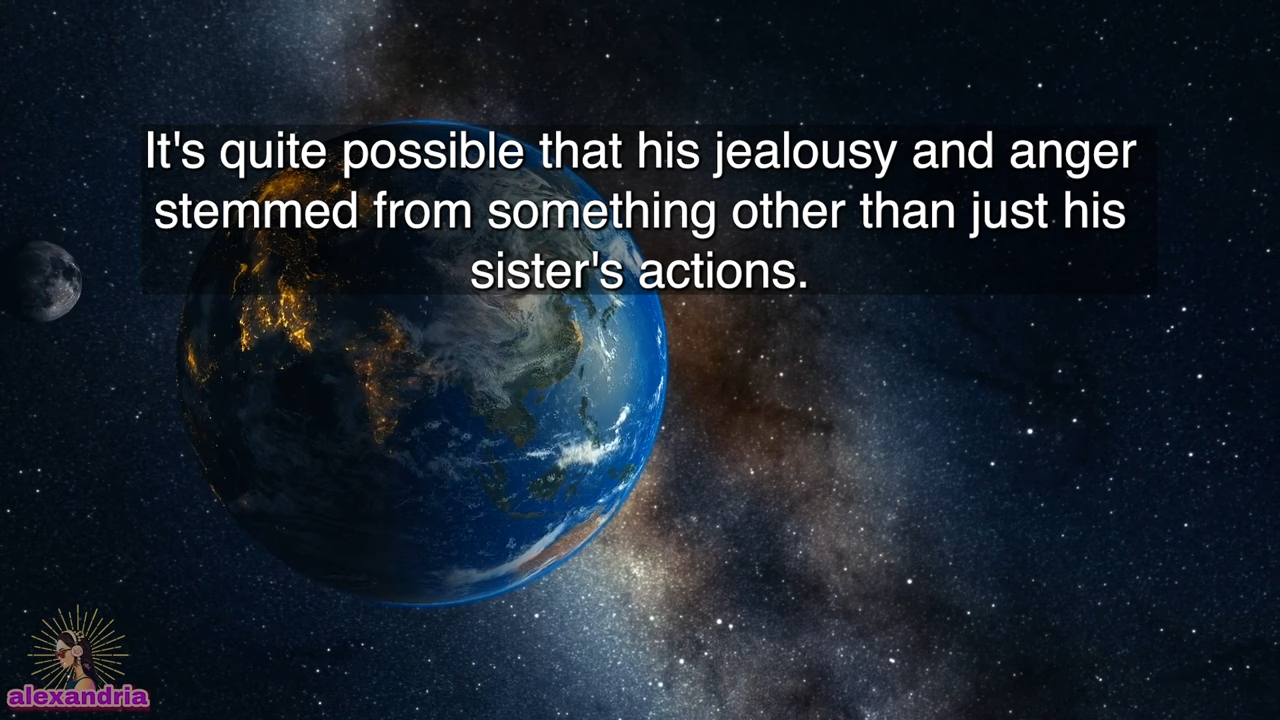 It's quite possible that his jealousy and anger
stemmed from something other than just his
sister's actions.
alexandria